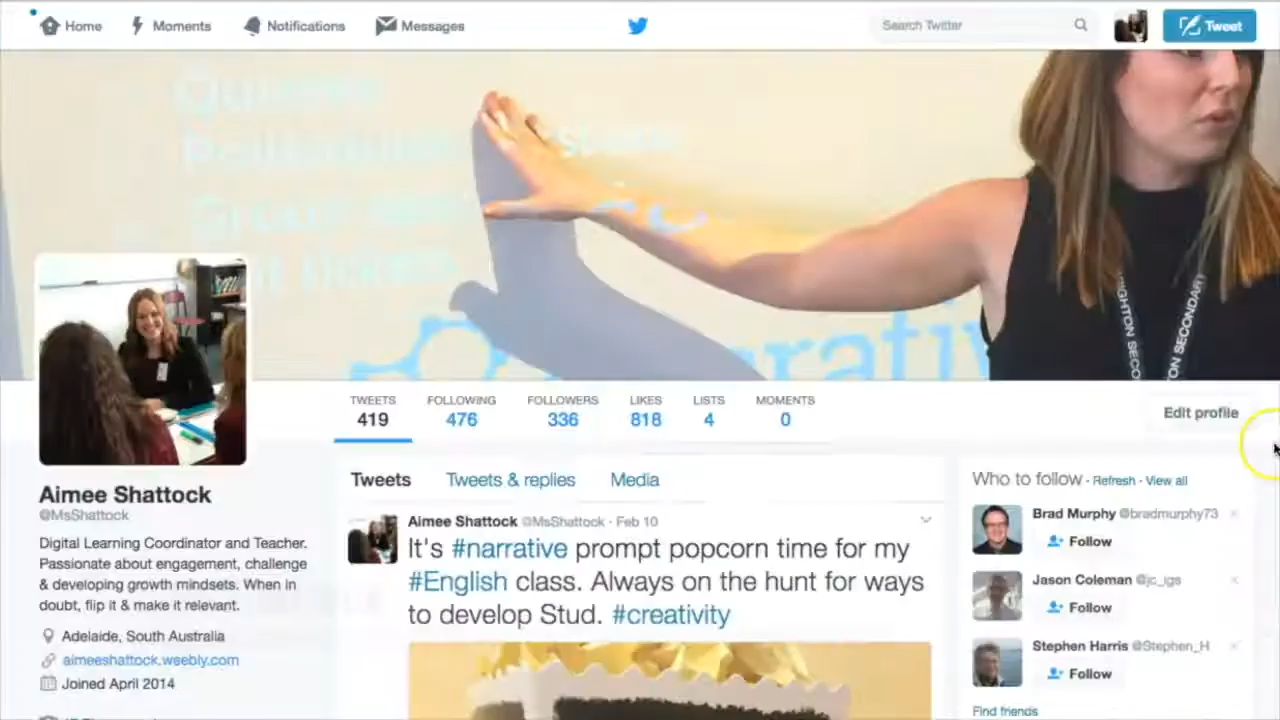 Home Moments Notifications Messages Search Twitter Tweet
IGHTON SECONDARY
TWEETS FOLLOWING FOLLOWERS LIKES LISTS MOMENTS
419 476 336 818 4 0
Edit profile
Aimee Shattock
@MsShattock
Digital Learning Coordinator and Teacher.
Passionate about engagement, challenge
& developing growth mindsets. When in
doubt, flip it & make it relevant.
Adelaide, South Australia
aimeeshattock.weebly.com
Joined April 2014
Tweets Tweets & replies Media
Aimee Shattock @MsShattock · Feb 10
It's #narrative prompt popcorn time for my
#English class. Always on the hunt for ways
to develop Stud. #creativity
Who to follow · Refresh · View all
Brad Murphy @bradmurphy73
Follow
Jason Coleman @jc_igs
Follow
Stephen Harris @Stephen_H
Follow
Find friends